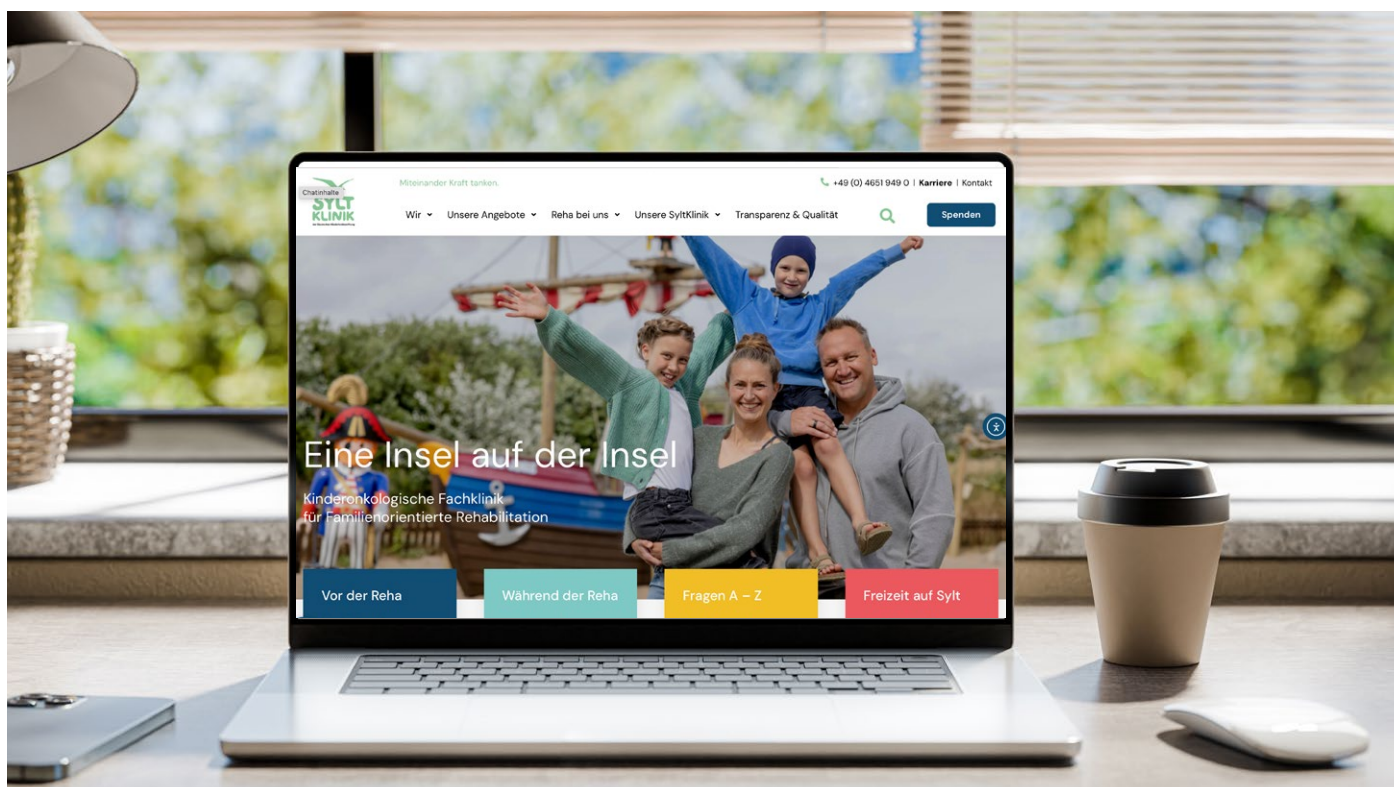 Chatinhalte
SYLT
KLINIK
Miteinander Kraft tanken.
+49 (0) 4651 949 0 | Karriere | Kontakt
Wir
Unsere Angebote
Reha bei uns
Unsere SyltKlinik
Transparenz & Qualität
Spenden
Eine Insel auf der Insel
Kinderonkologische Fachklinik
für Familienorientierte Rehabilitation
Vor der Reha
Während der Reha
Fragen A – Z
Freizeit auf Sylt